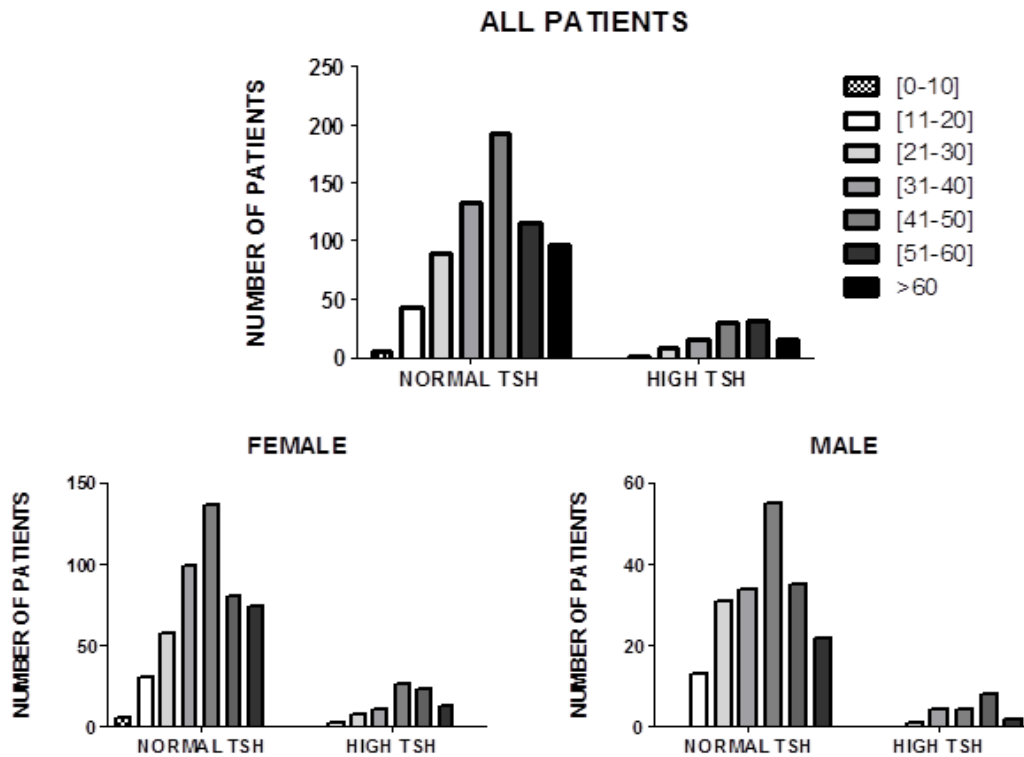 ALL PATIENTS
NUMBER OF PATIENTS
250
200
150
100
50
0
NORMAL TSH
HIGH TSH
[0-10]
[11-20]
[21-30]
[31-40]
[41-50]
[51-60]
>60
FEMALE
NUMBER OF PATIENTS
150
100
50
0
NORMAL TSH
HIGH TSH
MALE
NUMBER OF PATIENTS
60
40
20
0
NORMAL TSH
HIGH TSH